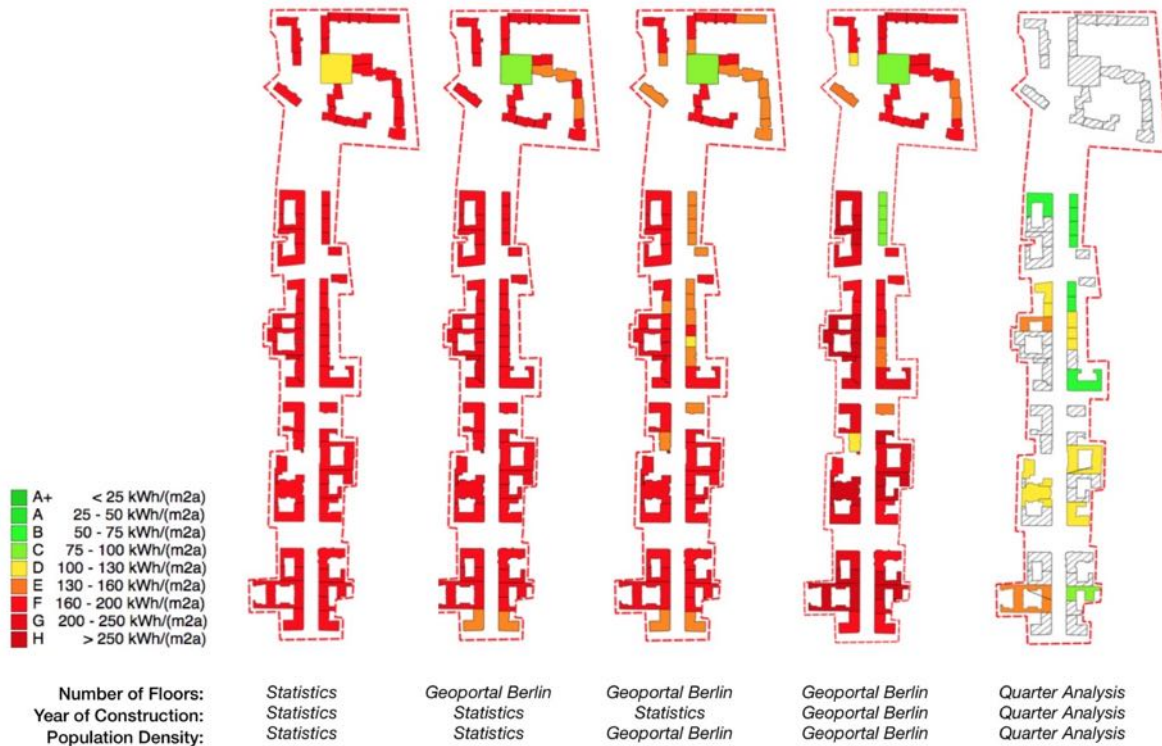 A+ < 25 kWh/(m2a)
A 25 - 50 kWh/(m2a)
B 50 - 75 kWh/(m2a)
C 75 - 100 kWh/(m2a)
D 100 - 130 kWh/(m2a)
E 130 - 160 kWh/(m2a)
F 160 - 200 kWh/(m2a)
G 200 - 250 kWh/(m2a)
H > 250 kWh/(m2a)
Number of Floors: Statistics Geoportal Berlin Geoportal Berlin Geoportal Berlin Quarter Analysis
Year of Construction: Statistics Statistics Statistics Geoportal Berlin Quarter Analysis
Population Density: Statistics Statistics Geoportal Berlin Geoportal Berlin Quarter Analysis